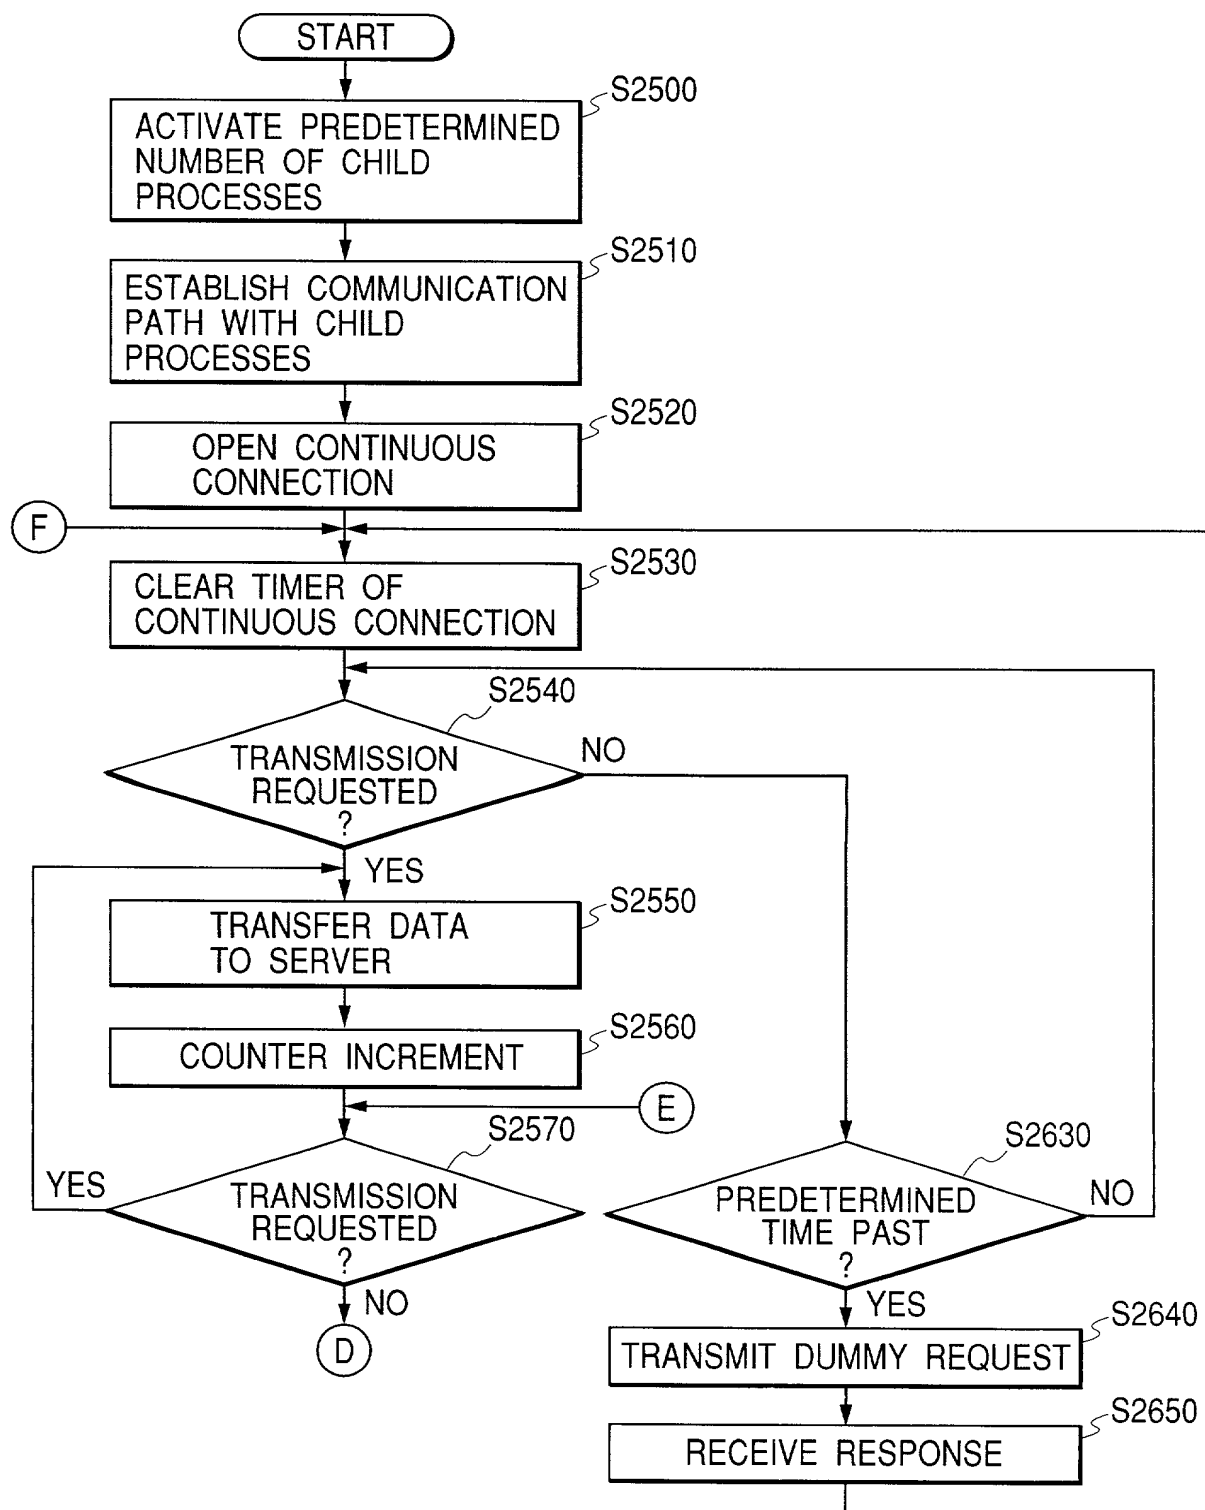 START
S2500
ACTIVATE PREDETERMINED
NUMBER OF CHILD
PROCESSES
S2510
ESTABLISH COMMUNICATION
PATH WITH CHILD
PROCESSES
S2520
OPEN CONTINUOUS
CONNECTION
F
S2530
CLEAR TIMER OF
CONTINUOUS CONNECTION
S2540
TRANSMISSION
REQUESTED
?
NO
YES
S2550
TRANSFER DATA
TO SERVER
S2560
COUNTER INCREMENT
E
S2570
TRANSMISSION
REQUESTED
?
YES
NO
D
S2630
PREDETERMINED
TIME PAST
?
NO
YES
S2640
TRANSMIT DUMMY REQUEST
S2650
RECEIVE RESPONSE